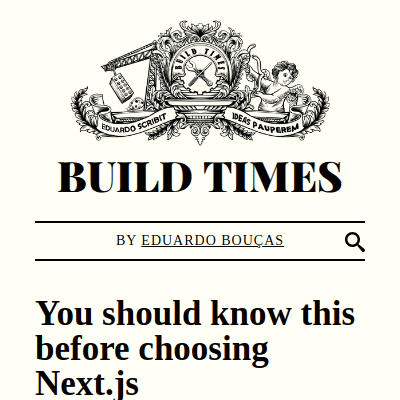 BUILD TIMES
EDUARDO SCRIBIT
IDEAS PAUPEREM
BUILD TIMES
BY EDUARDO BOUÇAS
You should know this
before choosing
Next.js